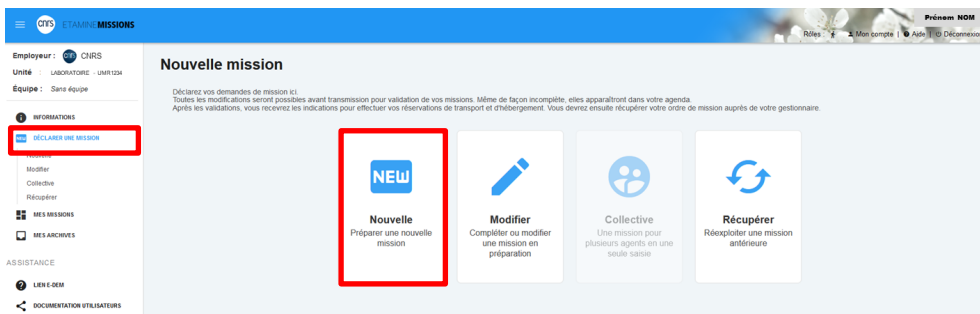 cnrs ETAMINEMISSIONS
Prénom NOM
Rôles : Mon compte | Aide | Déconnexion
Employeur : cnrs CNRS
Unité : LABORATOIRE - UMR1234
Équipe : Sans équipe
INFORMATIONS
NEW DÉCLARER UNE MISSION
Nouvelle
Modifier
Collective
Récupérer
MES MISSIONS
MES ARCHIVES
ASSISTANCE
LIEN E-DEM
DOCUMENTATION UTILISATEURS
Nouvelle mission
Déclarez vos demandes de mission ici.
Toutes les modifications seront possibles avant transmission pour validation de vos missions. Même de façon incomplète, elles apparaîtront dans votre agenda.
Après les validations, vous recevrez les indications pour effectuer vos réservations de transport et d'hébergement. Vous devrez ensuite récupérer votre ordre de mission auprès de votre gestionnaire.
NEW
Nouvelle
Préparer une nouvelle
mission
Modifier
Compléter ou modifier
une mission en
préparation
Collective
Une mission pour
plusieurs agents en une
seule saisie
Récupérer
Réexploiter une mission
antérieure